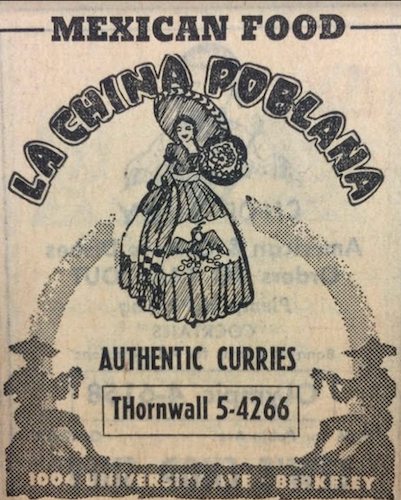 MEXICAN FOOD
LA CHINA POBLANA
AUTHENTIC CURRIES
THornwall 5-4266
1004 UNIVERSITY AVE · BERKELEY